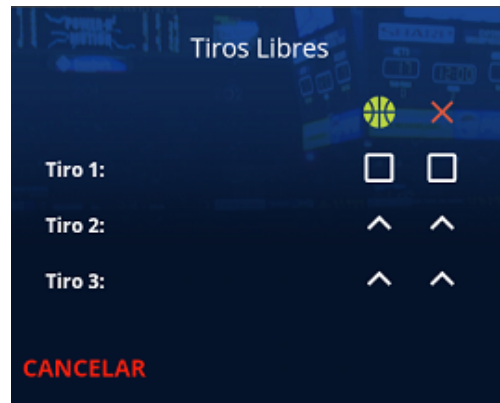 Tiros Libres
Tiro 1:
Tiro 2:
Tiro 3:
CANCELAR